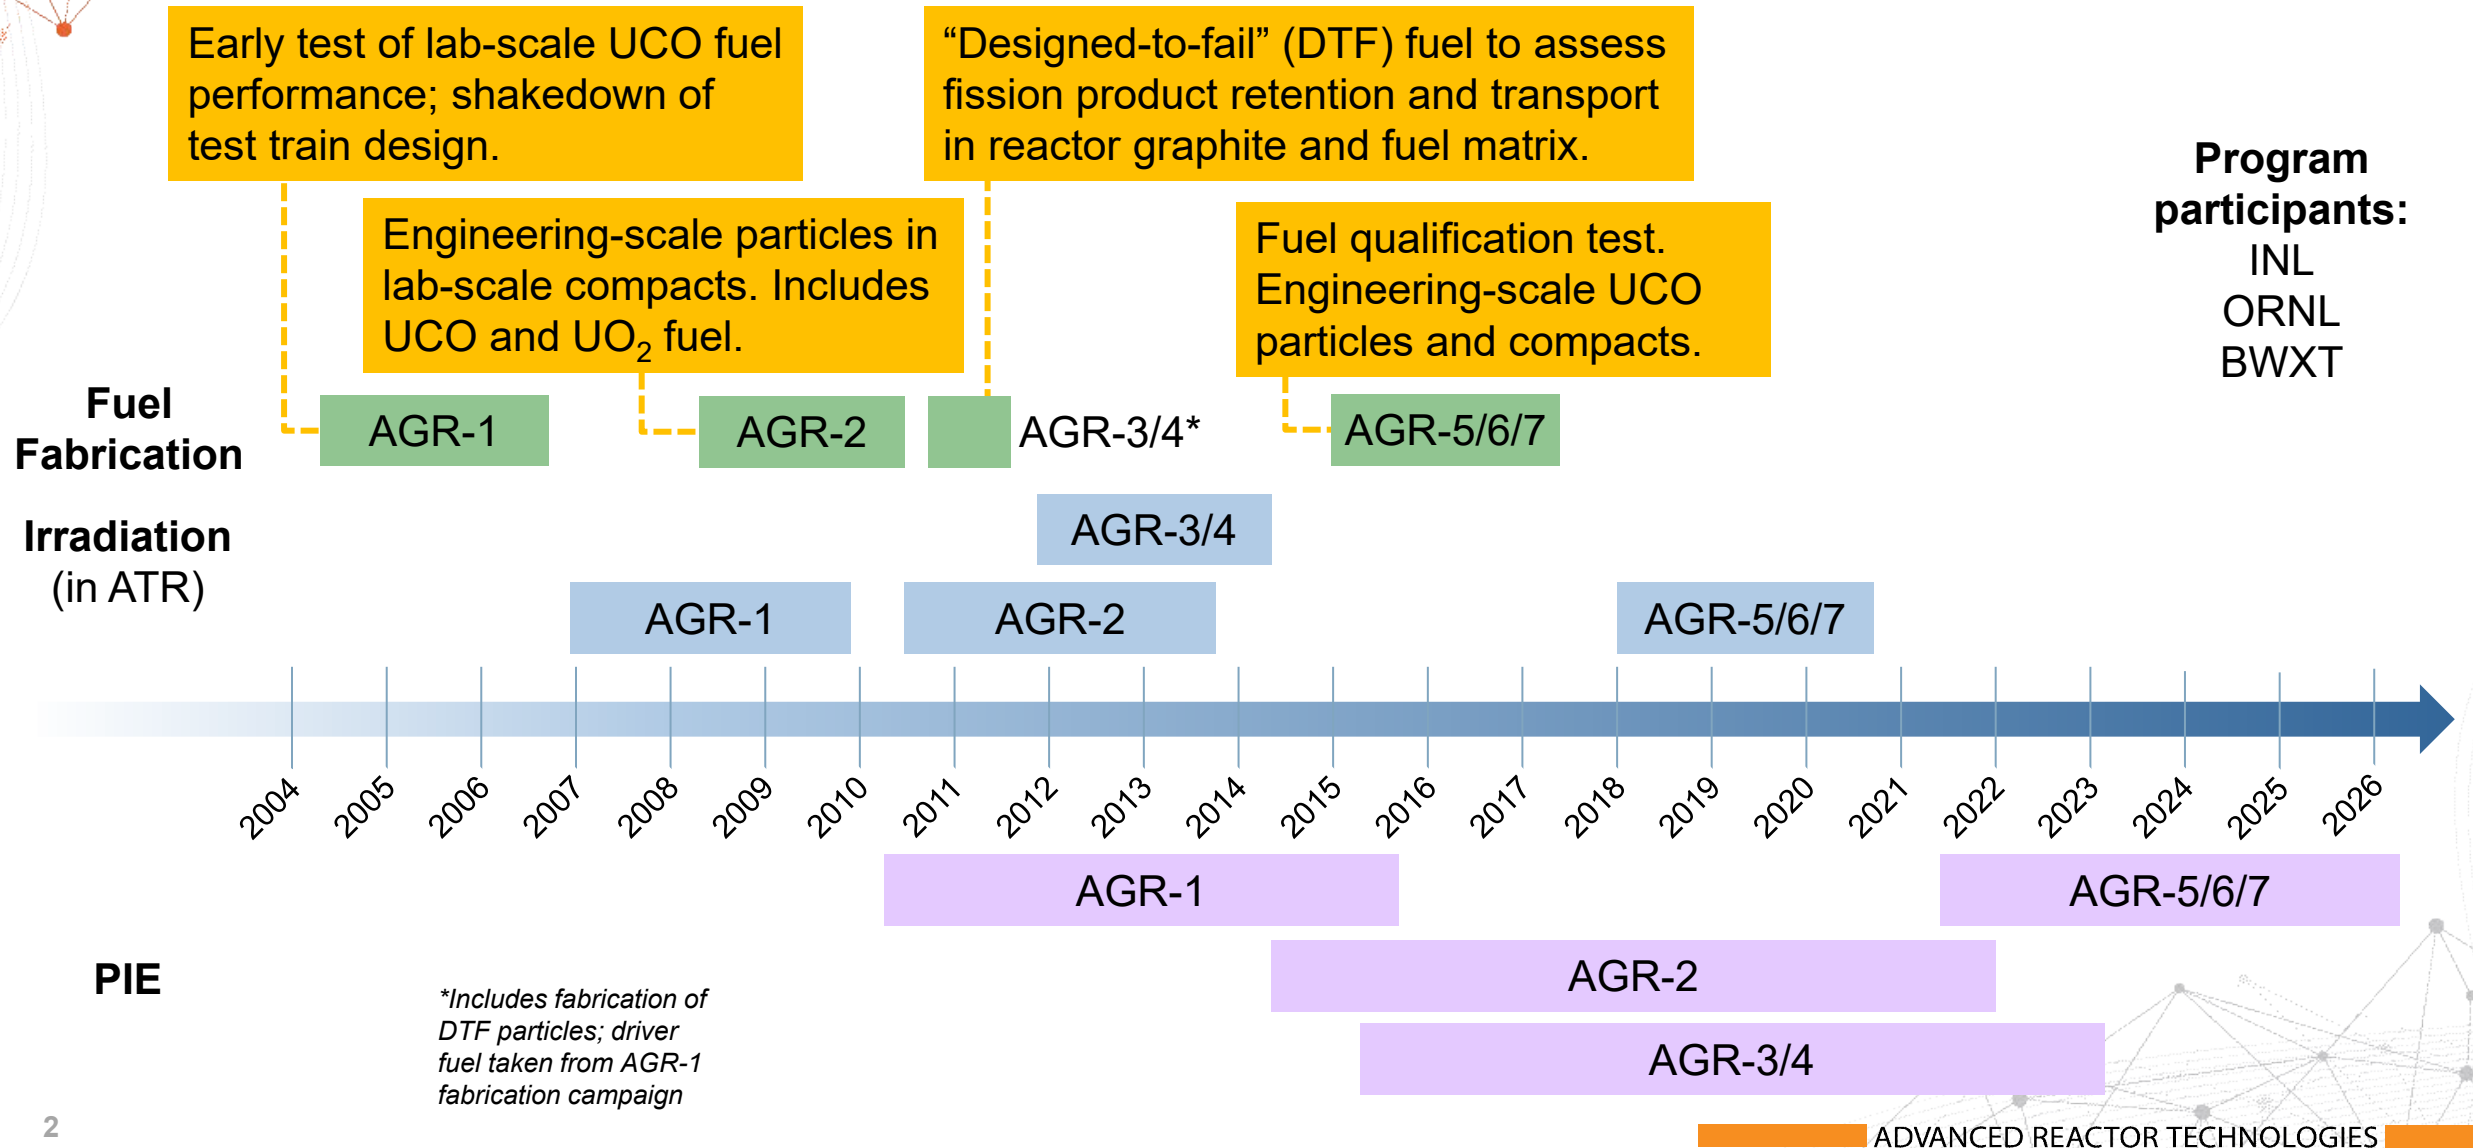 Early test of lab-scale UCO fuel
performance; shakedown of
test train design.
“Designed-to-fail” (DTF) fuel to assess
fission product retention and transport
in reactor graphite and fuel matrix.
Engineering-scale particles in
lab-scale compacts. Includes
UCO and UO₂ fuel.
Fuel qualification test.
Engineering-scale UCO
particles and compacts.
Program
participants:
INL
ORNL
BWXT
Fuel
Fabrication
AGR-1
AGR-2
AGR-3/4*
AGR-5/6/7
Irradiation
(in ATR)
AGR-3/4
AGR-1
AGR-2
AGR-5/6/7
2004
2005
2006
2007
2008
2009
2010
2011
2012
2013
2014
2015
2016
2017
2018
2019
2020
2021
2022
2023
2024
2025
2026
PIE
AGR-1
AGR-5/6/7
AGR-2
AGR-3/4
*Includes fabrication of
DTF particles; driver
fuel taken from AGR-1
fabrication campaign
2
ADVANCED REACTOR TECHNOLOGIES